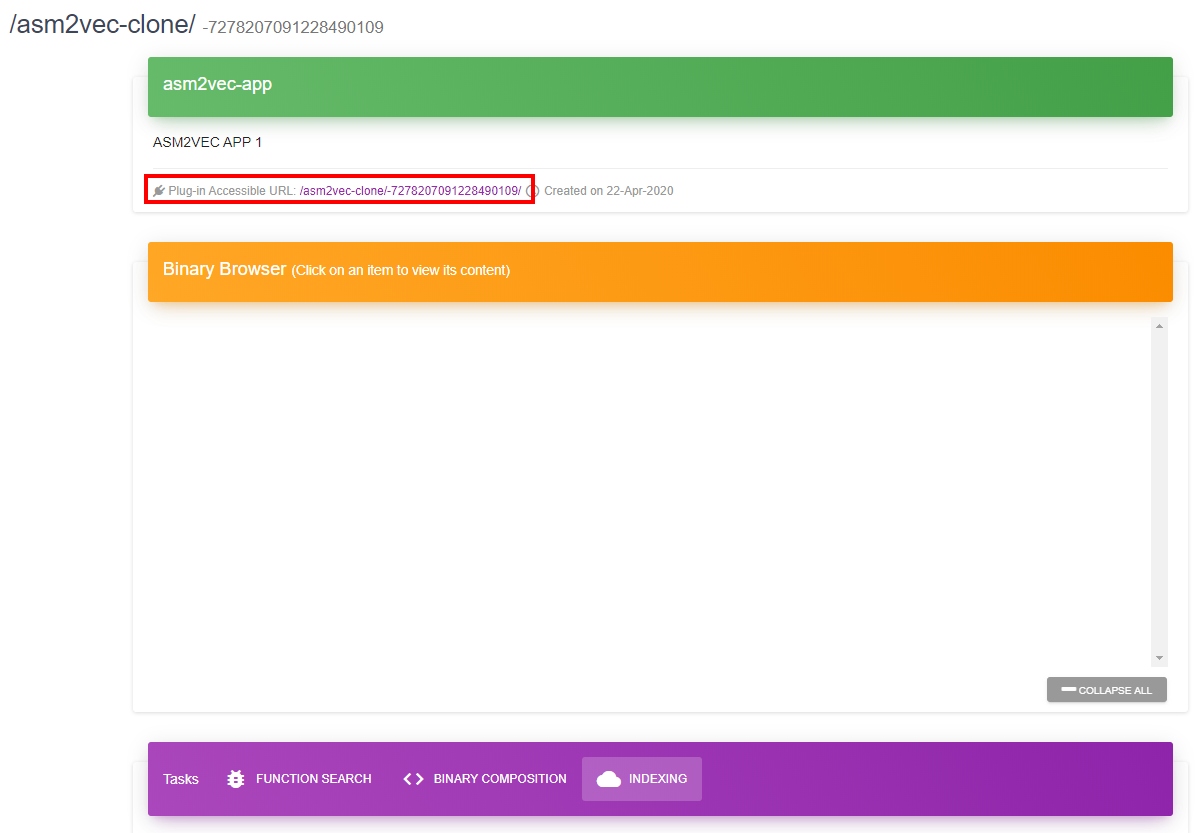 /asm2vec-clone/ -7278207091228490109
asm2vec-app
ASM2VEC APP 1
Plug-in Accessible URL: /asm2vec-clone/-7278207091228490109/ Created on 22-Apr-2020
Binary Browser (Click on an item to view its content)
COLLAPSE ALL
Tasks FUNCTION SEARCH BINARY COMPOSITION INDEXING